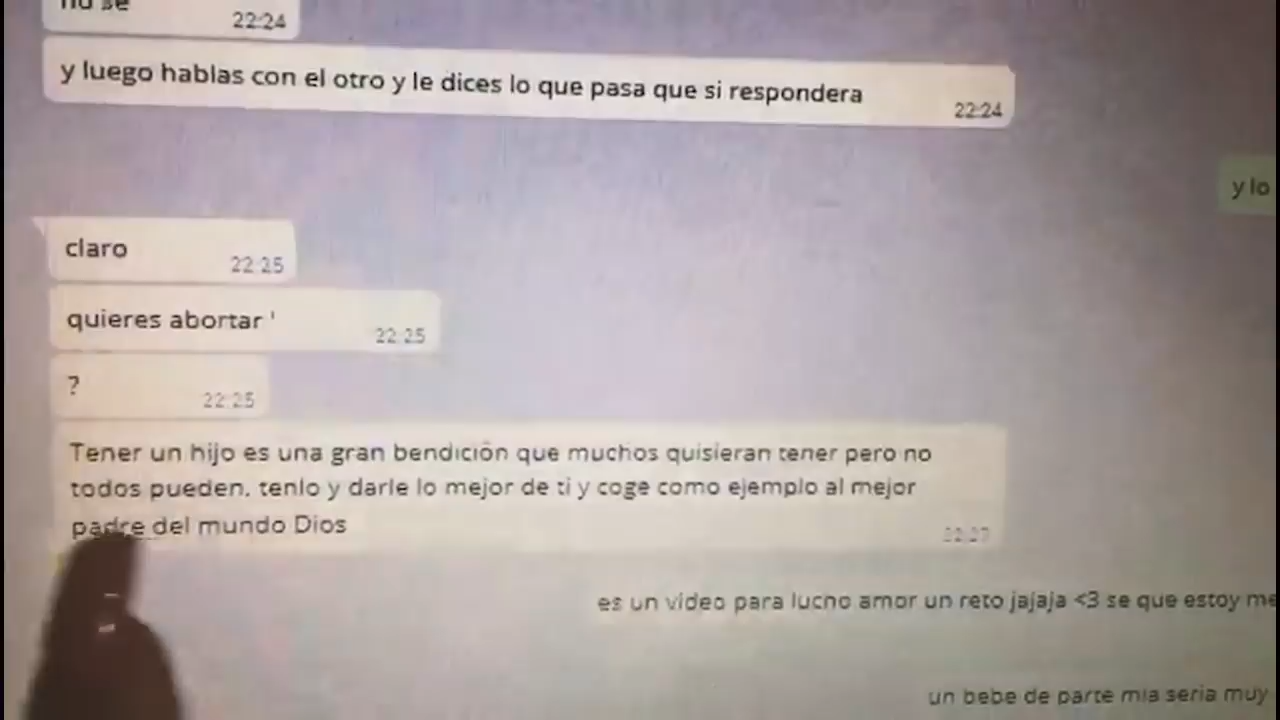 no se
22:24
y luego hablas con el otro y le dices lo que pasa que si respondera
22:24
y lo
claro
22:25
quieres abortar '
22:25
?
22:25
Tener un hijo es una gran bendición que muchos quisieran tener pero no
todos pueden. tenlo y darle lo mejor de ti y coge como ejemplo al mejor
padre del mundo Dios
22:27
es un video para lucho amor un reto jajaja <3 se que estoy me
un bebe de parte mia seria muy